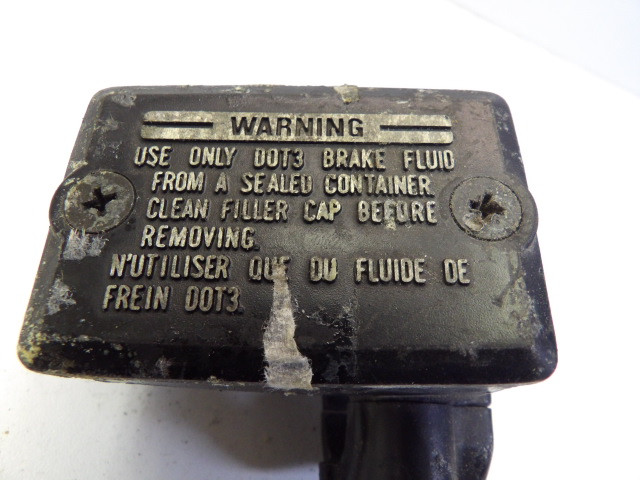 WARNING
USE ONLY DOT3 BRAKE FLUID
FROM A SEALED CONTAINER.
CLEAN FILLER CAP BEFORE
REMOVING.
N'UTILISER QUE DU FLUIDE DE
FREIN DOT3.